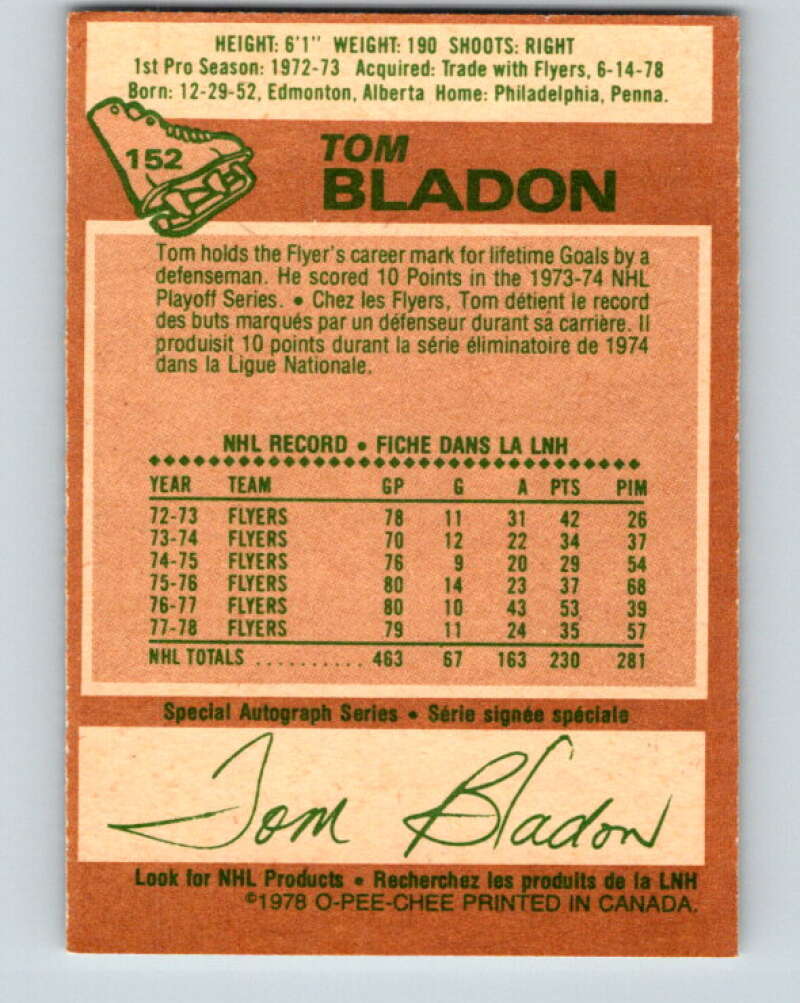 HEIGHT: 6'1" WEIGHT: 190 SHOOTS: RIGHT
1st Pro Season: 1972-73 Acquired: Trade with Flyers, 6-14-78
Born: 12-29-52, Edmonton, Alberta Home: Philadelphia, Penna.
152
TOM
BLADON
Tom holds the Flyer's career mark for lifetime Goals by a
defenseman. He scored 10 Points in the 1973-74 NHL
Playoff Series. • Chez les Flyers, Tom détient le record
des buts marqués par un défenseur durant sa carrière. Il
produisit 10 points durant la série éliminatoire de 1974
dans la Ligue Nationale.
NHL RECORD • FICHE DANS LA LNH
YEAR TEAM GP G A PTS PIM
72-73 FLYERS 78 11 31 42 26
73-74 FLYERS 70 12 22 34 37
74-75 FLYERS 76 9 20 29 54
75-76 FLYERS 80 14 23 37 68
76-77 FLYERS 80 10 43 53 39
77-78 FLYERS 79 11 24 35 57
NHL TOTALS .......... 463 67 163 230 281
Special Autograph Series • Série signée spéciale
Tom Bladon
Look for NHL Products • Recherchez les produits de la LNH
©1978 O-PEE-CHEE PRINTED IN CANADA.